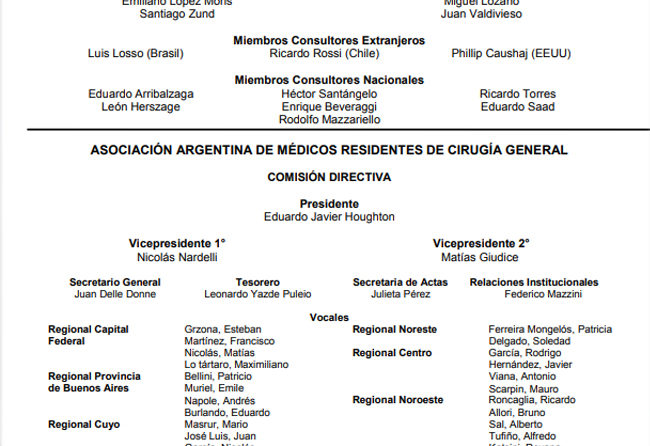 Emiliano López Mons Miguel Lozano
Santiago Zund Juan Valdivieso
Miembros Consultores Extranjeros
Luis Losso (Brasil) Ricardo Rossi (Chile) Phillip Caushaj (EEUU)
Miembros Consultores Nacionales
Eduardo Arribalzaga Héctor Santángelo Ricardo Torres
León Herszage Enrique Beveraggi Eduardo Saad
Rodolfo Mazzariello
ASOCIACIÓN ARGENTINA DE MÉDICOS RESIDENTES DE CIRUGÍA GENERAL
COMISIÓN DIRECTIVA
Presidente
Eduardo Javier Houghton
Vicepresidente 1° Vicepresidente 2°
Nicolás Nardelli Matías Giudice
Secretario General Tesorero Secretaria de Actas Relaciones Institucionales
Juan Delle Donne Leonardo Yazde Puleio Julieta Pérez Federico Mazzini
Vocales
Regional Capital Grzona, Esteban Regional Noreste Ferreira Mongelós, Patricia
Federal Martínez, Francisco Delgado, Soledad
Nicolás, Matías Regional Centro García, Rodrigo
Lo tártaro, Maximiliano Hernández, Javier
Regional Provincia Bellini, Patricio Viana, Antonio
de Buenos Aires Muriel, Emile Scarpin, Mauro
Napole, Andrés Regional Noroeste Roncaglia, Ricardo
Burlando, Eduardo Allori, Bruno
Regional Cuyo Masrur, Mario Sal, Alberto
José Luis, Juan Tufiño, Alfredo